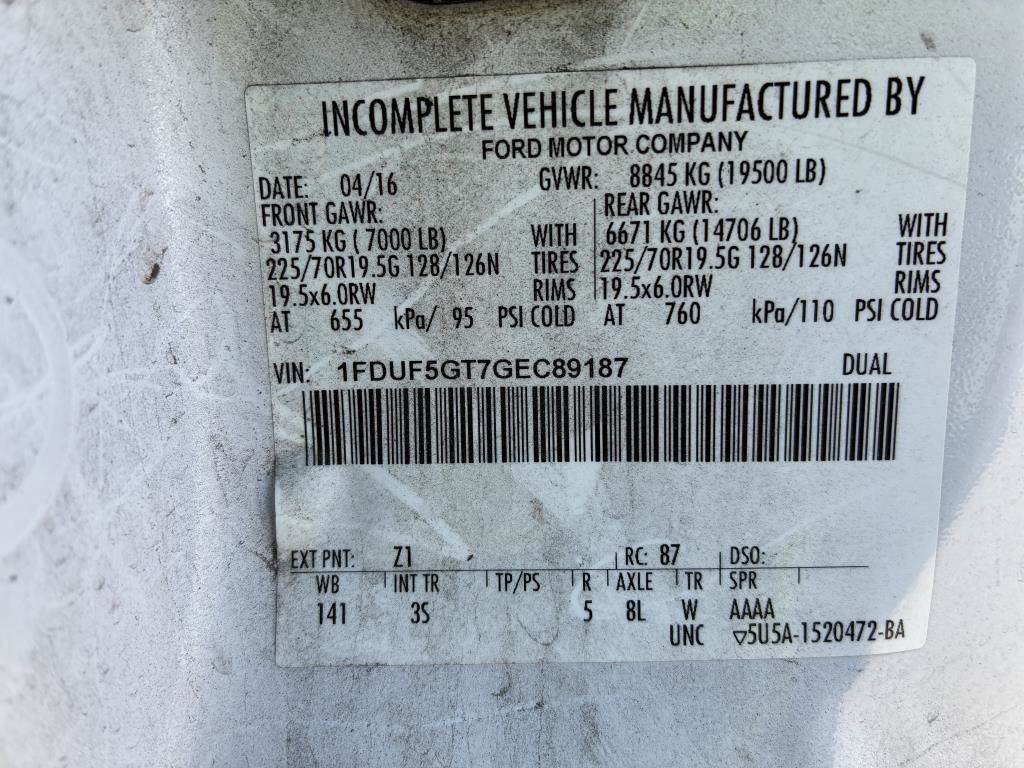 INCOMPLETE VEHICLE MANUFACTURED BY
FORD MOTOR COMPANY
DATE: 04/16 GVWR: 8845 KG (19500 LB)
FRONT GAWR: REAR GAWR:
3175 KG ( 7000 LB) WITH 6671 KG (14706 LB) WITH
225/70R19.5G 128/126N TIRES 225/70R19.5G 128/126N TIRES
19.5x6.0RW RIMS 19.5x6.0RW RIMS
AT 655 kPa/ 95 PSI COLD AT 760 kPa/110 PSI COLD
VIN: 1FDUF5GT7GEC89187 DUAL
EXT PNT: Z1 RC: 87 DSO:
WB INT TR TP/PS R AXLE TR SPR
141 3S 5 8L W AAAA
UNC ▽5U5A-1520472-BA